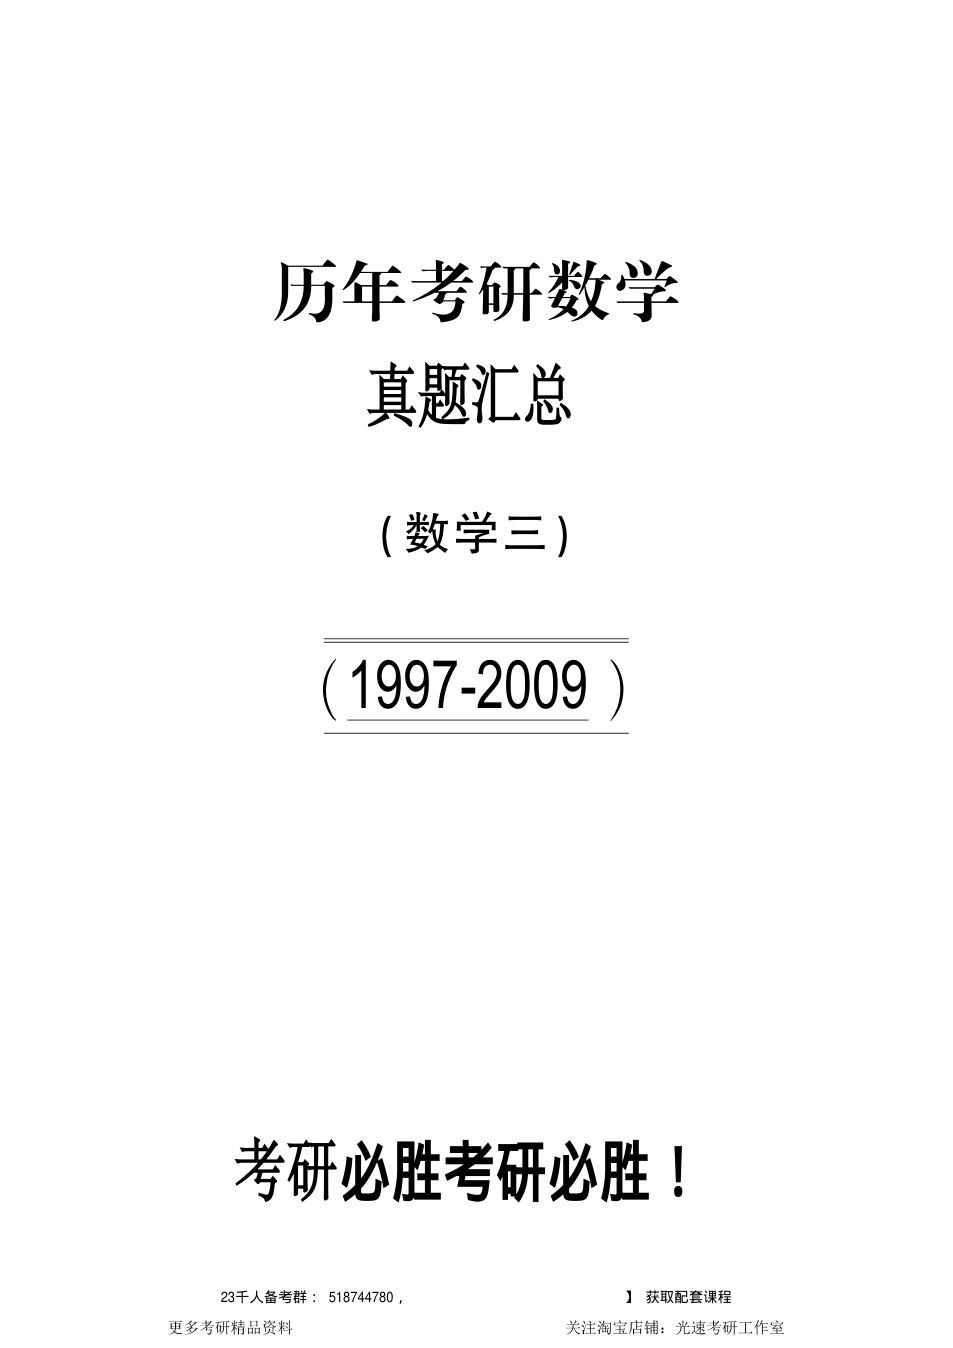 历年考研数学
真题汇总
(数学三)
（1997-2009 ）
考研必胜考研必胜！
23千人备考群： 518744780， 】 获取配套课程
更多考研精品资料 关注淘宝店铺：光速考研工作室